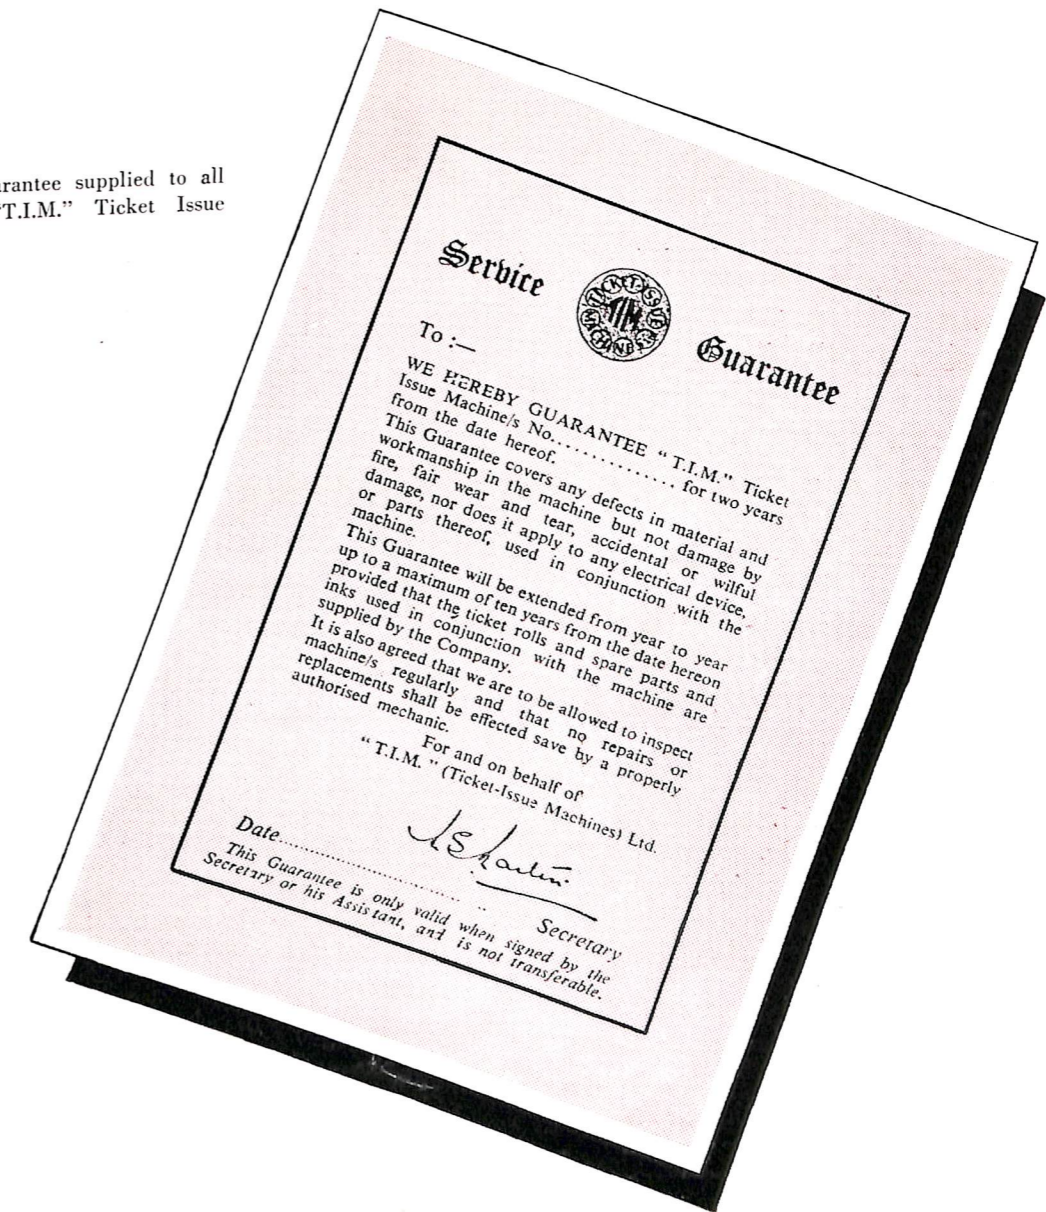 rantee supplied to all
"T.I.M." Ticket Issue
Service Guarantee
TICKET-ISSUE
TIM
MACHINES
To :—
WE HEREBY GUARANTEE "T.I.M." Ticket
Issue Machine/s No............... for two years
from the date hereof.
This Guarantee covers any defects in material and
workmanship in the machine but not damage by
fire, fair wear and tear, accidental or wilful
damage, nor does it apply to any electrical device,
or parts thereof, used in conjunction with the
machine.
This Guarantee will be extended from year to year
up to a maximum of ten years from the date hereon
provided that the ticket rolls and spare parts and
inks used in conjunction with the machine are
supplied by the Company.
It is also agreed that we are to be allowed to inspect
machine/s regularly and that no repairs or
replacements shall be effected save by a properly
authorised mechanic.
For and on behalf of
"T.I.M." (Ticket-Issue Machines) Ltd.
Date..............................
Secretary
This Guarantee is only valid when signed by the
Secretary or his Assistant, and is not transferable.